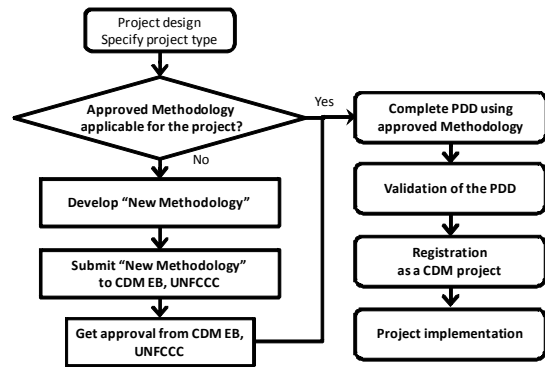 Project design
Specify project type
Approved Methodology
applicable for the project?
Yes
No
Develop “New Methodology”
Submit “New Methodology”
to CDM EB, UNFCCC
Get approval from CDM EB,
UNFCCC
Complete PDD using
approved Methodology
Validation of the PDD
Registration
as a CDM project
Project implementation